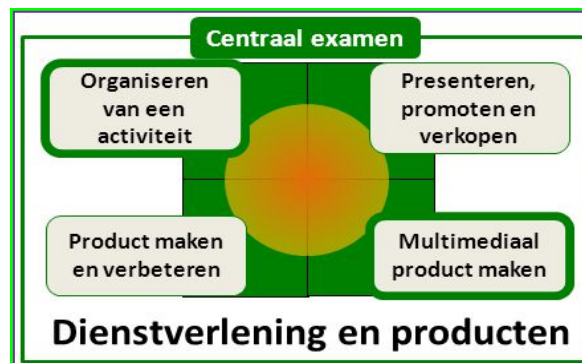 Centraal examen
Organiseren
van een
activiteit
Presenteren,
promoten en
verkopen
Product maken
en verbeteren
Multimediaal
product maken
Dienstverlening en producten